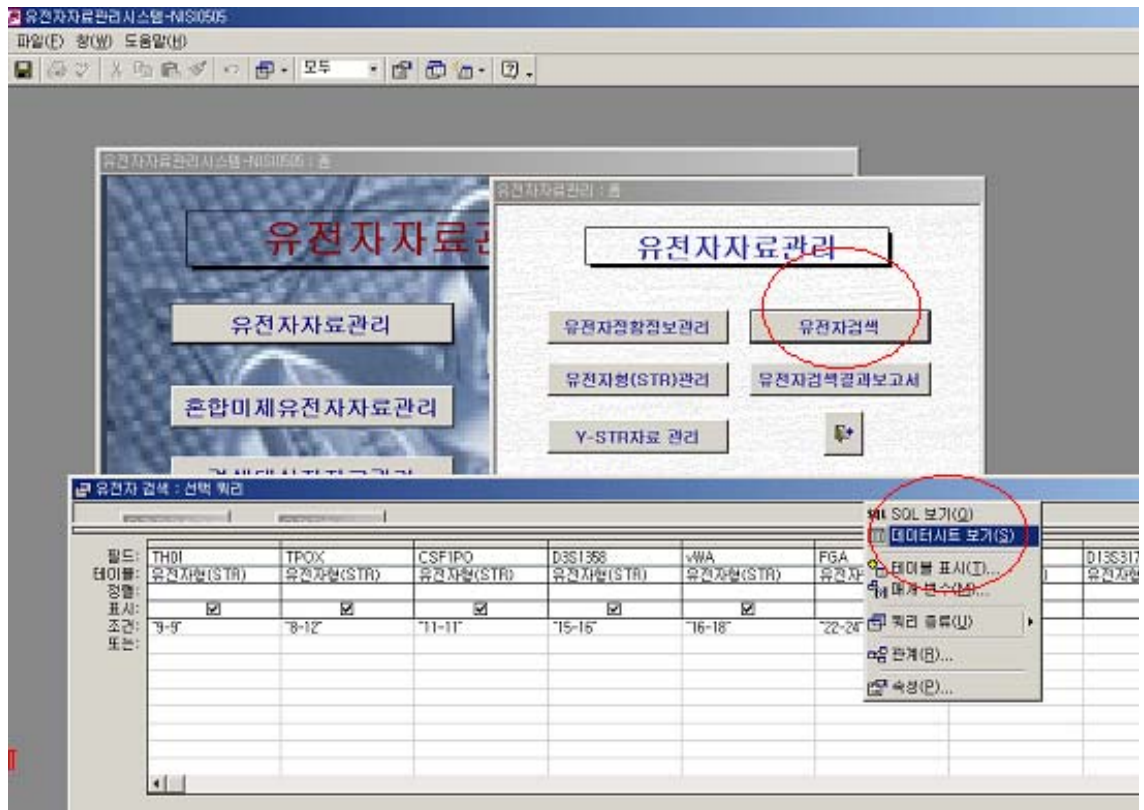 유전자자료관리시스템-NISI0505
파일(F) 창(W) 도움말(H)
모두
유전자자료관리시스템-NISI0505 : 폼
유전자자료관리 : 폼
유전자자료관
유전자자료관리
유전자자료관리
유전자정황정보관리 유전자검색
유전자형(STR)관리 유전자검색결과보고서
혼합미제유전자자료관리
Y-STR자료 관리
유전자 검색 : 선택 쿼리
SQL 보기(Q)
데이터시트 보기(S)
테이블 표시(T)...
매개 변수(M)...
쿼리 종류(U)
관계(R)...
속성(P)...
필드: TH01 TPOX CSF1PO D3S1358 vWA FGA D13S317
테이블: 유전자형(STR) 유전자형(STR) 유전자형(STR) 유전자형(STR) 유전자형(STR)
정렬:
표시:
조건: "9-9" "8-12" "11-11" "15-16" "16-18" "22-24"
또는: